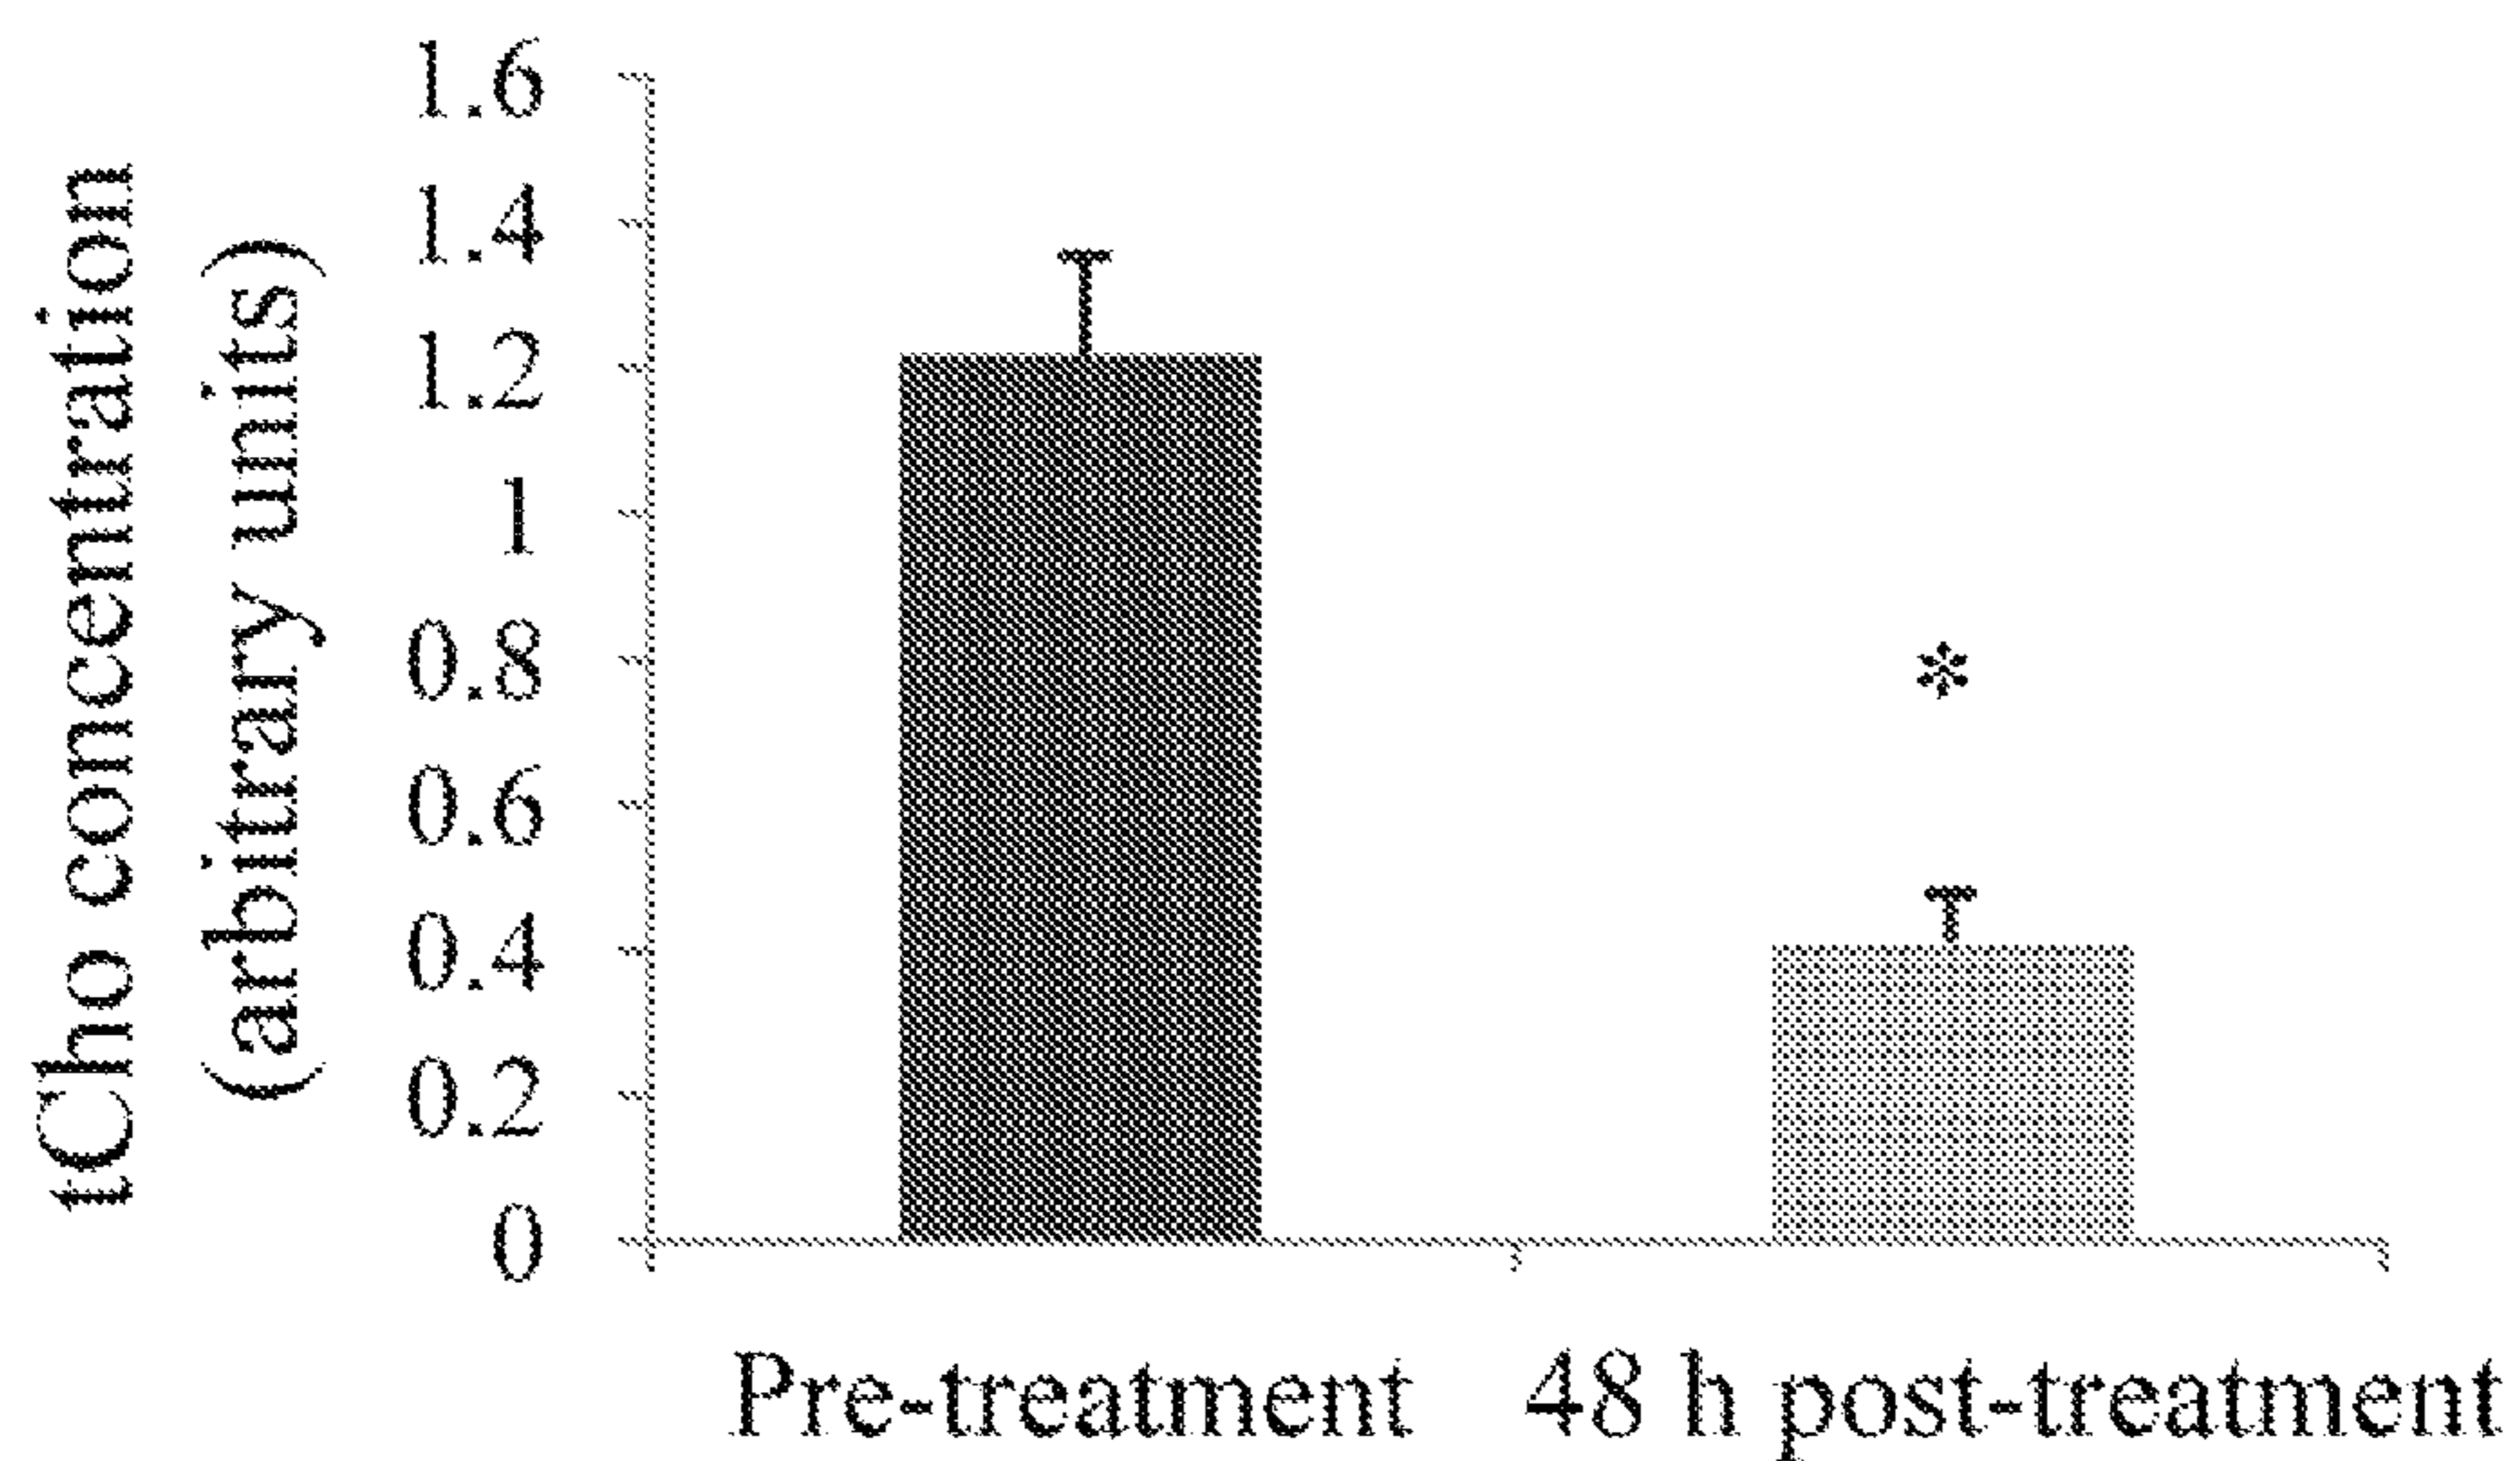 tCho concentration
(arbitrary units)
1.6
1.4
1.2
1
0.8
0.6
0.4
0.2
0
*
Pre-treatment
48 h post-treatment